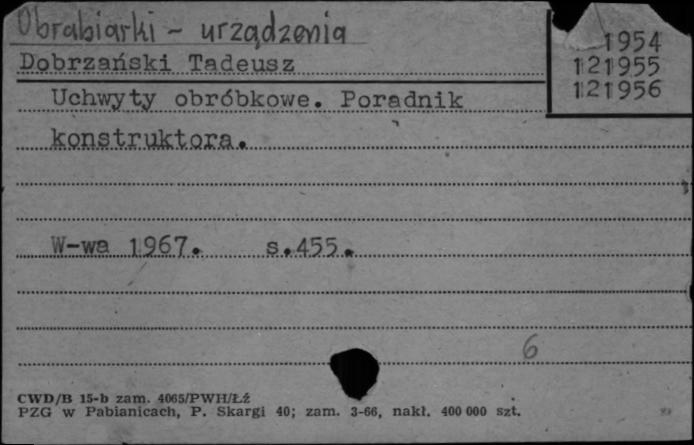 Obrabiarki - urządzenia
1954
Dobrzański Tadeusz
121955
121956
Uchwyty obróbkowe. Poradnik
konstruktora.
W-wa 1967. s.455.
6
CWD/B 15-b zam. 4065/PWH/Łź
PZG w Pabianicach, P. Skargi 40; zam. 3-66, nakł. 400 000 szt.